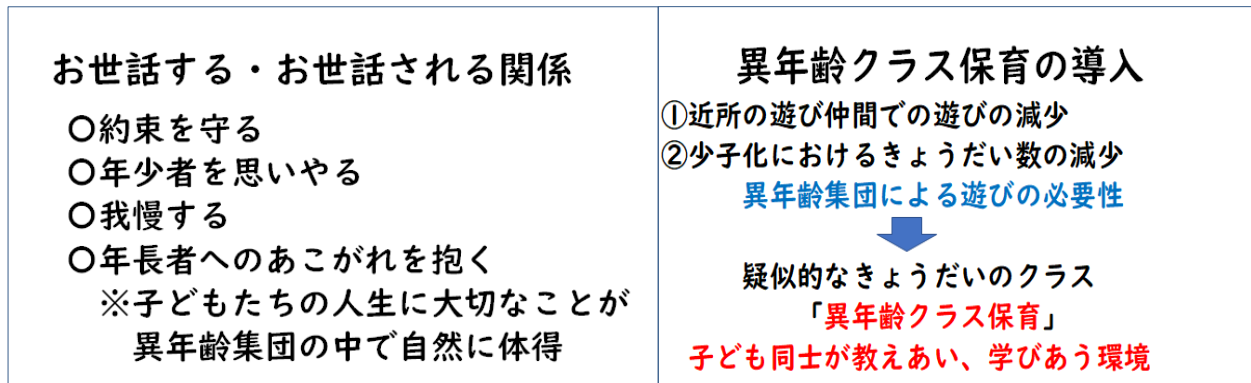 お世話する・お世話される関係
〇約束を守る
〇年少者を思いやる
〇我慢する
〇年長者へのあこがれを抱く
※子どもたちの人生に大切なことが
異年齢集団の中で自然に体得
異年齢クラス保育の導入
①近所の遊び仲間での遊びの減少
②少子化におけるきょうだい数の減少
異年齢集団による遊びの必要性
疑似的なきょうだいのクラス
「異年齢クラス保育」
子ども同士が教えあい、学びあう環境